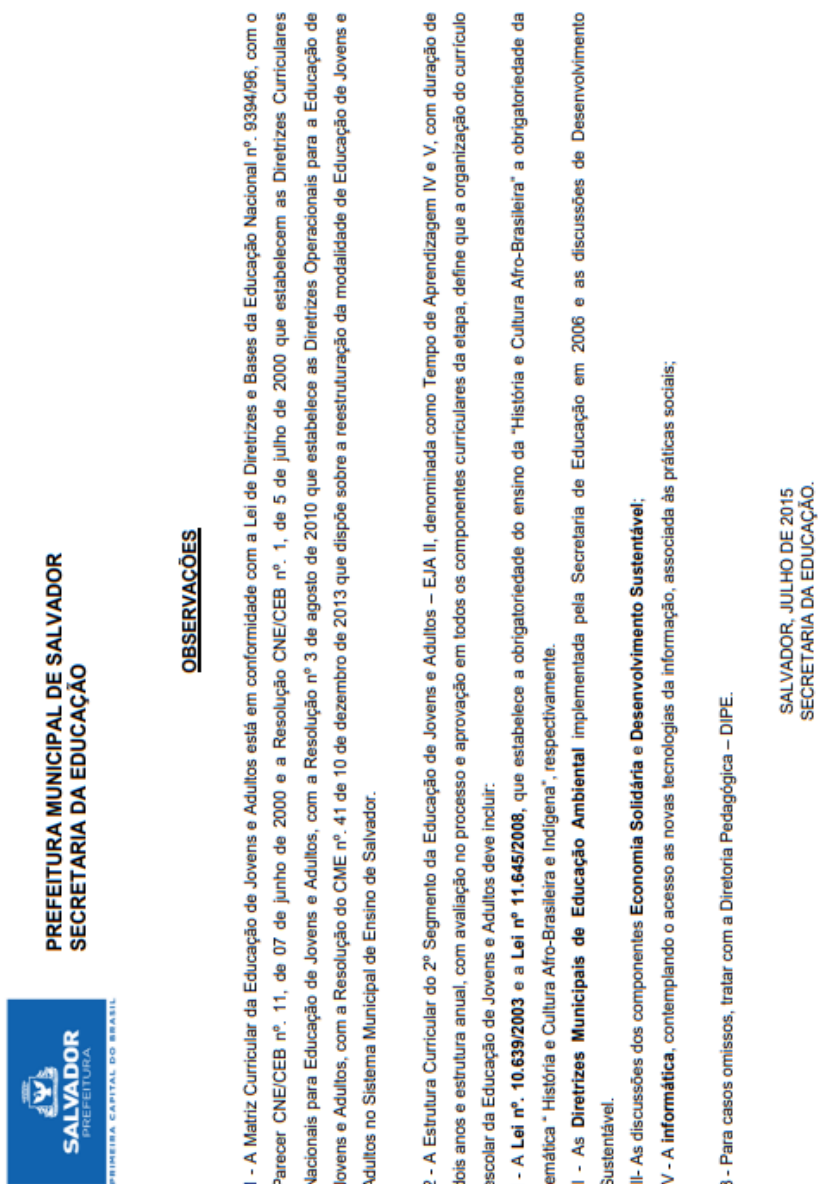 SALVADOR
PREFEITURA
PRIMEIRA CAPITAL DO BRASIL
PREFEITURA MUNICIPAL DE SALVADOR
SECRETARIA DA EDUCAÇÃO
OBSERVAÇÕES
1 - A Matriz Curricular da Educação de Jovens e Adultos está em conformidade com a Lei de Diretrizes e Bases da Educação Nacional nº. 9394/96, com o
Parecer CNE/CEB nº. 11, de 07 de junho de 2000 e a Resolução CNE/CEB nº. 1, de 5 de julho de 2000 que estabelecem as Diretrizes Curriculares
Nacionais para Educação de Jovens e Adultos, com a Resolução nº 3 de agosto de 2010 que estabelece as Diretrizes Operacionais para a Educação de
Jovens e Adultos, com a Resolução do CME nº. 41 de 10 de dezembro de 2013 que dispõe sobre a reestruturação da modalidade de Educação de Jovens e
Adultos no Sistema Municipal de Ensino de Salvador.
2 - A Estrutura Curricular do 2º Segmento da Educação de Jovens e Adultos – EJA II, denominada como Tempo de Aprendizagem IV e V, com duração de
dois anos e estrutura anual, com avaliação no processo e aprovação em todos os componentes curriculares da etapa, define que a organização do currículo
escolar da Educação de Jovens e Adultos deve incluir:
- A Lei nº. 10.639/2003 e a Lei nº 11.645/2008, que estabelece a obrigatoriedade do ensino da "História e Cultura Afro-Brasileira" a obrigatoriedade da
temática " História e Cultura Afro-Brasileira e Indígena", respectivamente.
II - As Diretrizes Municipais de Educação Ambiental implementada pela Secretaria de Educação em 2006 e as discussões de Desenvolvimento
Sustentável.
III- As discussões dos componentes Economia Solidária e Desenvolvimento Sustentável;
IV - A informática, contemplando o acesso as novas tecnologias da informação, associada às práticas sociais;
3 - Para casos omissos, tratar com a Diretoria Pedagógica – DIPE.
SALVADOR, JULHO DE 2015
SECRETARIA DA EDUCAÇÃO.